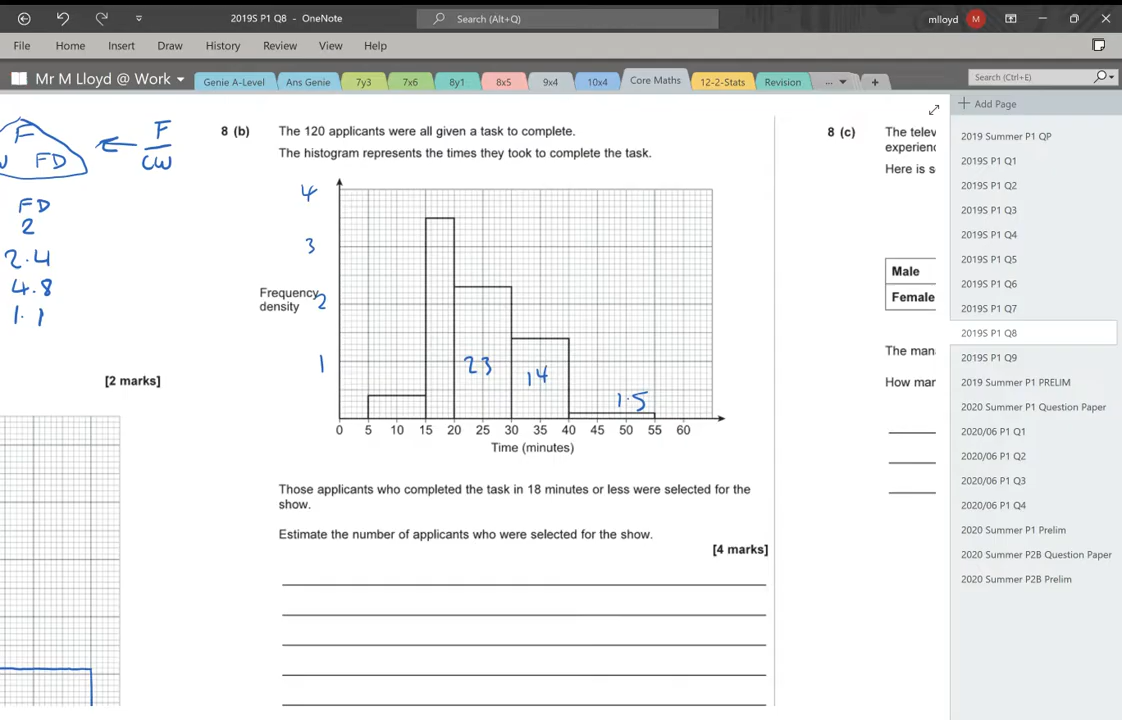 2019S P1 Q8 - OneNote
Search (Alt+Q)
mlloyd
M
File
Home
Insert
Draw
History
Review
View
Help
Mr M Lloyd @ Work
Genie A-Level
Ans Genie
7y3
7x6
8y1
8x5
9x4
10x4
Core Maths
12-2-Stats
Revision
...
+
Search (Ctrl+E)
F
FD
F
CW
FD
2
2.4
4.8
1.1
[2 marks]
8 (b)
The 120 applicants were all given a task to complete.
The histogram represents the times they took to complete the task.
4
3
2
1
Frequency
density
23
14
1.5
0 5 10 15 20 25 30 35 40 45 50 55 60
Time (minutes)
Those applicants who completed the task in 18 minutes or less were selected for the
show.
Estimate the number of applicants who were selected for the show.
[4 marks]
8 (c)
The telev
experienc
Here is s
Male
Female
The man
How mar
Add Page
2019 Summer P1 QP
2019S P1 Q1
2019S P1 Q2
2019S P1 Q3
2019S P1 Q4
2019S P1 Q5
2019S P1 Q6
2019S P1 Q7
2019S P1 Q8
2019S P1 Q9
2019 Summer P1 PRELIM
2020 Summer P1 Question Paper
2020/06 P1 Q1
2020/06 P1 Q2
2020/06 P1 Q3
2020/06 P1 Q4
2020 Summer P1 Prelim
2020 Summer P2B Question Paper
2020 Summer P2B Prelim